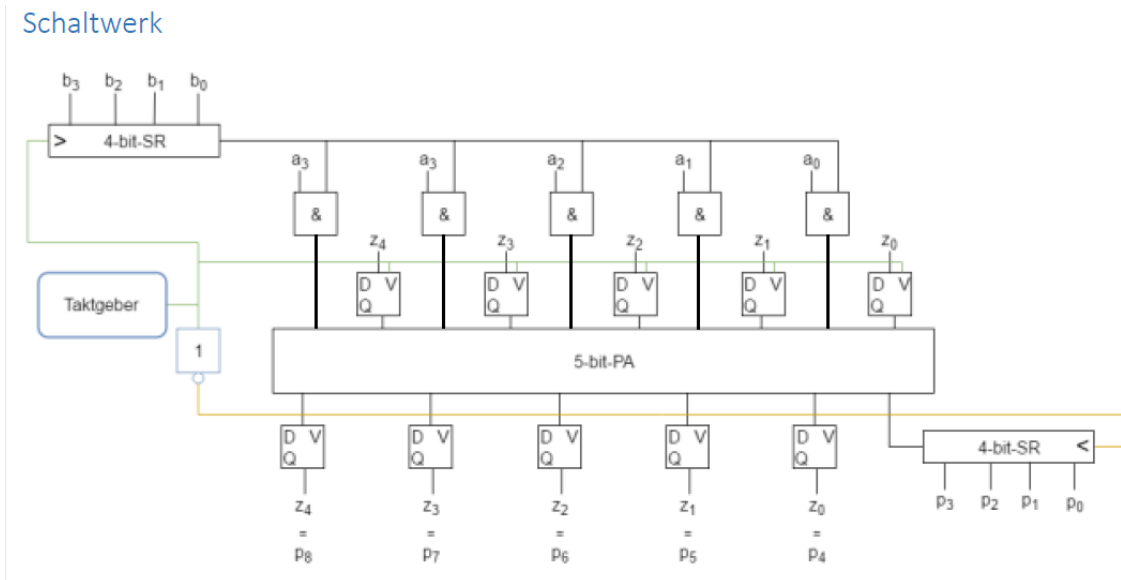 Schaltwerk
b₃ b₂ b₁ b₀
> 4-bit-SR
a₃ a₃ a₂ a₁ a₀
& & & & &
z₄ z₃ z₂ z₁ z₀
D V D V D V D V D V
Q Q Q Q Q
Taktgeber
1
5-bit-PA
D V D V D V D V D V
Q Q Q Q Q
4-bit-SR <
p₃ p₂ p₁ p₀
z₄ z₃ z₂ z₁ z₀
= = = = =
p₈ p₇ p₆ p₅ p₄